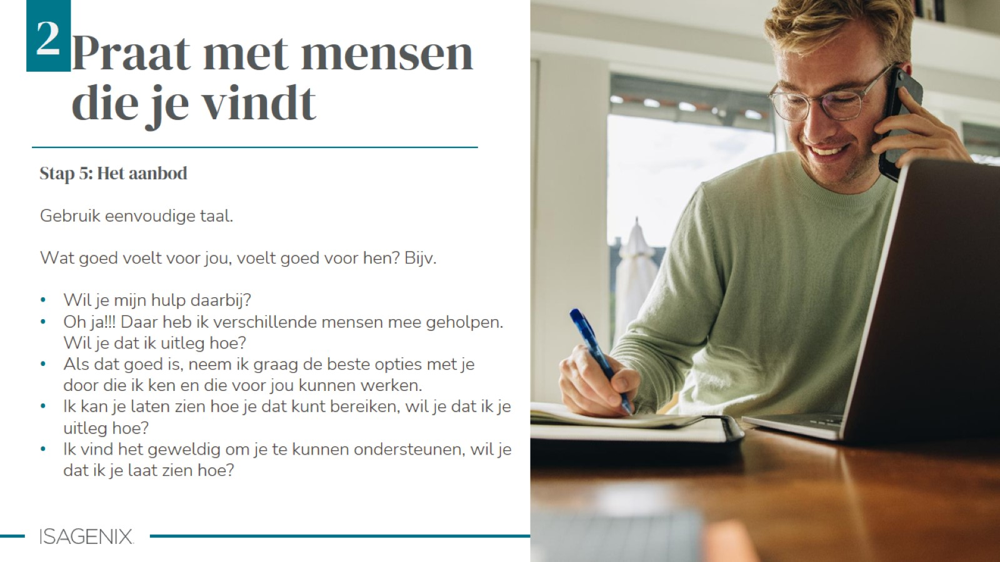 2
Praat met mensen
die je vindt
Stap 5: Het aanbod
Gebruik eenvoudige taal.
Wat goed voelt voor jou, voelt goed voor hen? Bijv.
• Wil je mijn hulp daarbij?
• Oh ja!!! Daar heb ik verschillende mensen mee geholpen.
Wil je dat ik uitleg hoe?
• Als dat goed is, neem ik graag de beste opties met je
door die ik ken en die voor jou kunnen werken.
• Ik kan je laten zien hoe je dat kunt bereiken, wil je dat ik je
uitleg hoe?
• Ik vind het geweldig om je te kunnen ondersteunen, wil je
dat ik je laat zien hoe?
ISAGENIX